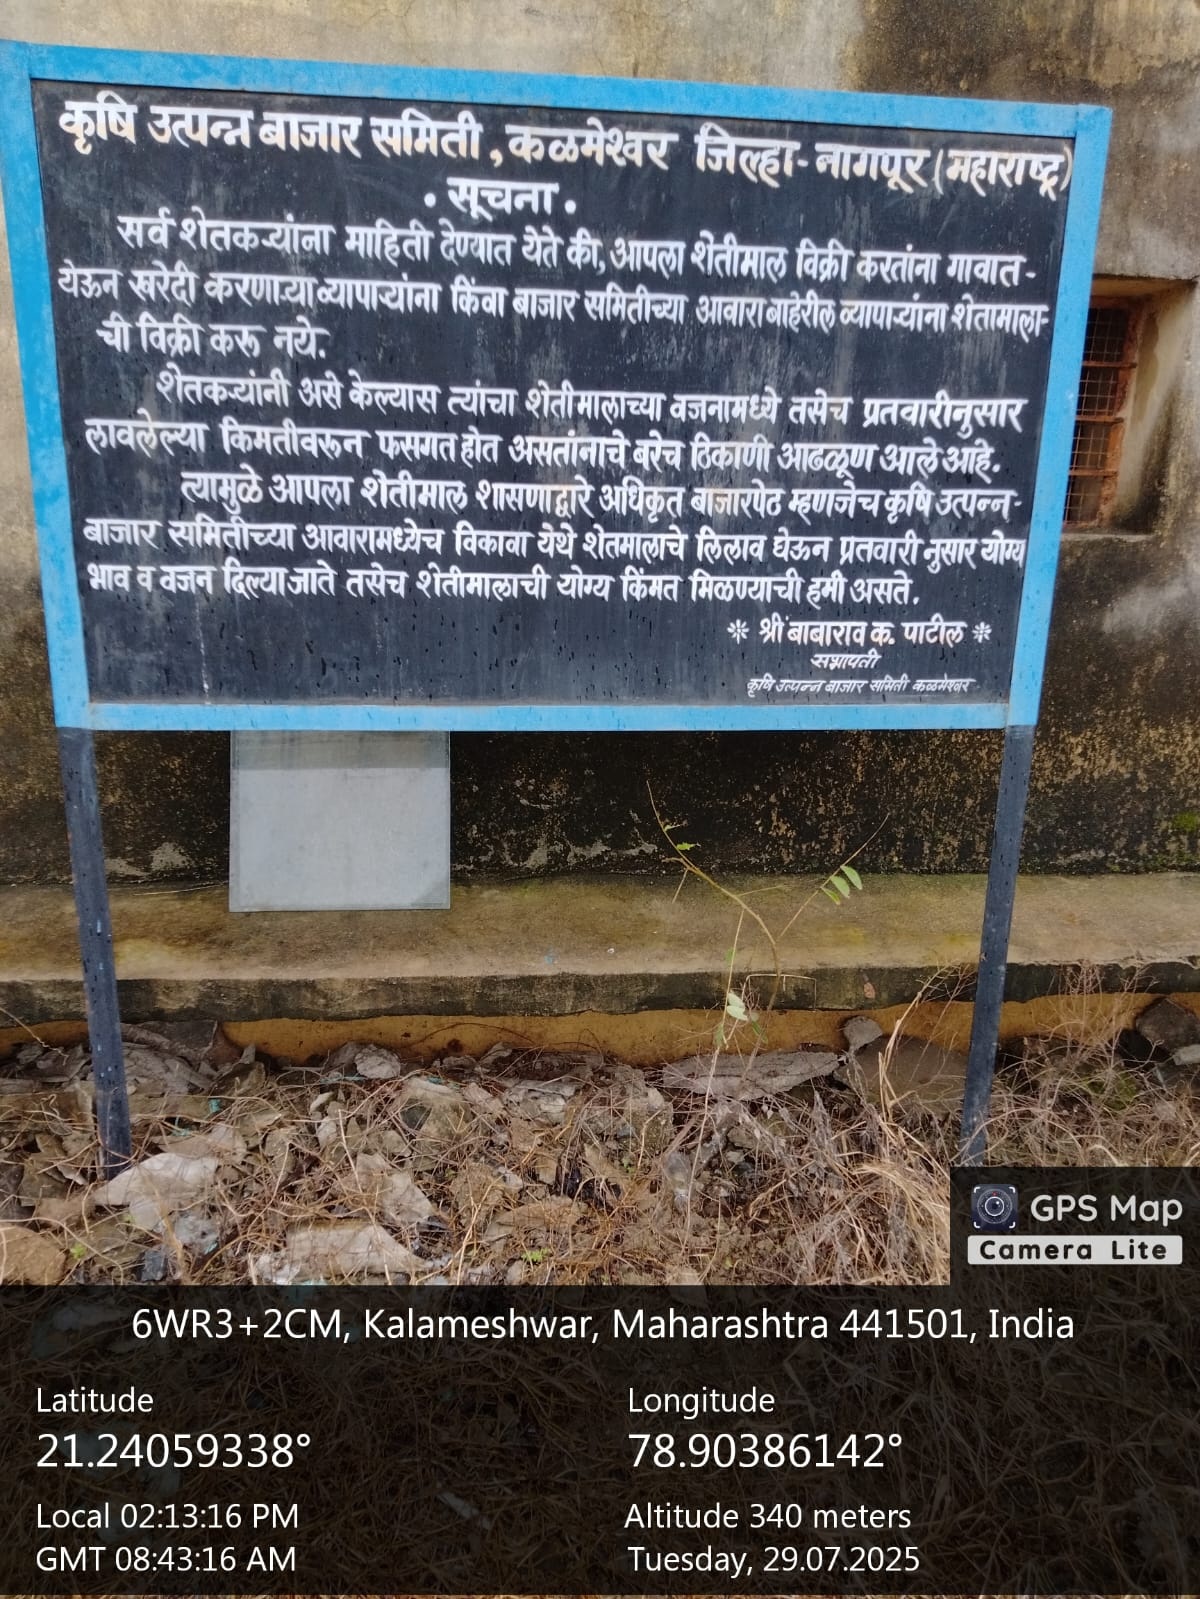 कृषि उत्पन्न बाजार समिती, कळमेश्वर जिल्हा-नागपूर (महाराष्ट्र)
• सूचना •
सर्व शेतकऱ्यांना माहिती देण्यात येते की, आपला शेतीमाल विक्री करतांना गावात-
येऊन खरेदी करणाऱ्या व्यापाऱ्यांना किंवा बाजार समितीच्या आवारा बाहेरील व्यापाऱ्यांना शेतामाला-
ची विक्री करू नये.
शेतकऱ्यांनी असे केल्यास त्यांचा शेतीमालाच्या वजनामध्ये तसेच प्रतवारीनुसार
लावलेल्या किमतीवरून फसगत होत असतांनाचे बरेच ठिकाणी आढळूण आले आहे.
त्यामुळे आपला शेतीमाल शासणाद्वारे अधिकृत बाजारपेठ म्हणजेच कृषि उत्पन्न-
बाजार समितीच्या आवारामध्येच विकावा येथे शेतमालाचे लिलाव घेऊन प्रतवारी नुसार योग्य
भाव व वजन दिल्या जाते तसेच शेतीमालाची योग्य किंमत मिळण्याची हमी असते.
* श्री बाबाराव क. पाटील *
सभापती
कृषि उत्पन्न बाजार समिती कळमेश्वर
GPS Map
Camera Lite
6WR3+2CM, Kalameshwar, Maharashtra 441501, India
Latitude
21.24059338°
Longitude
78.90386142°
Local 02:13:16 PM
GMT 08:43:16 AM
Altitude 340 meters
Tuesday, 29.07.2025